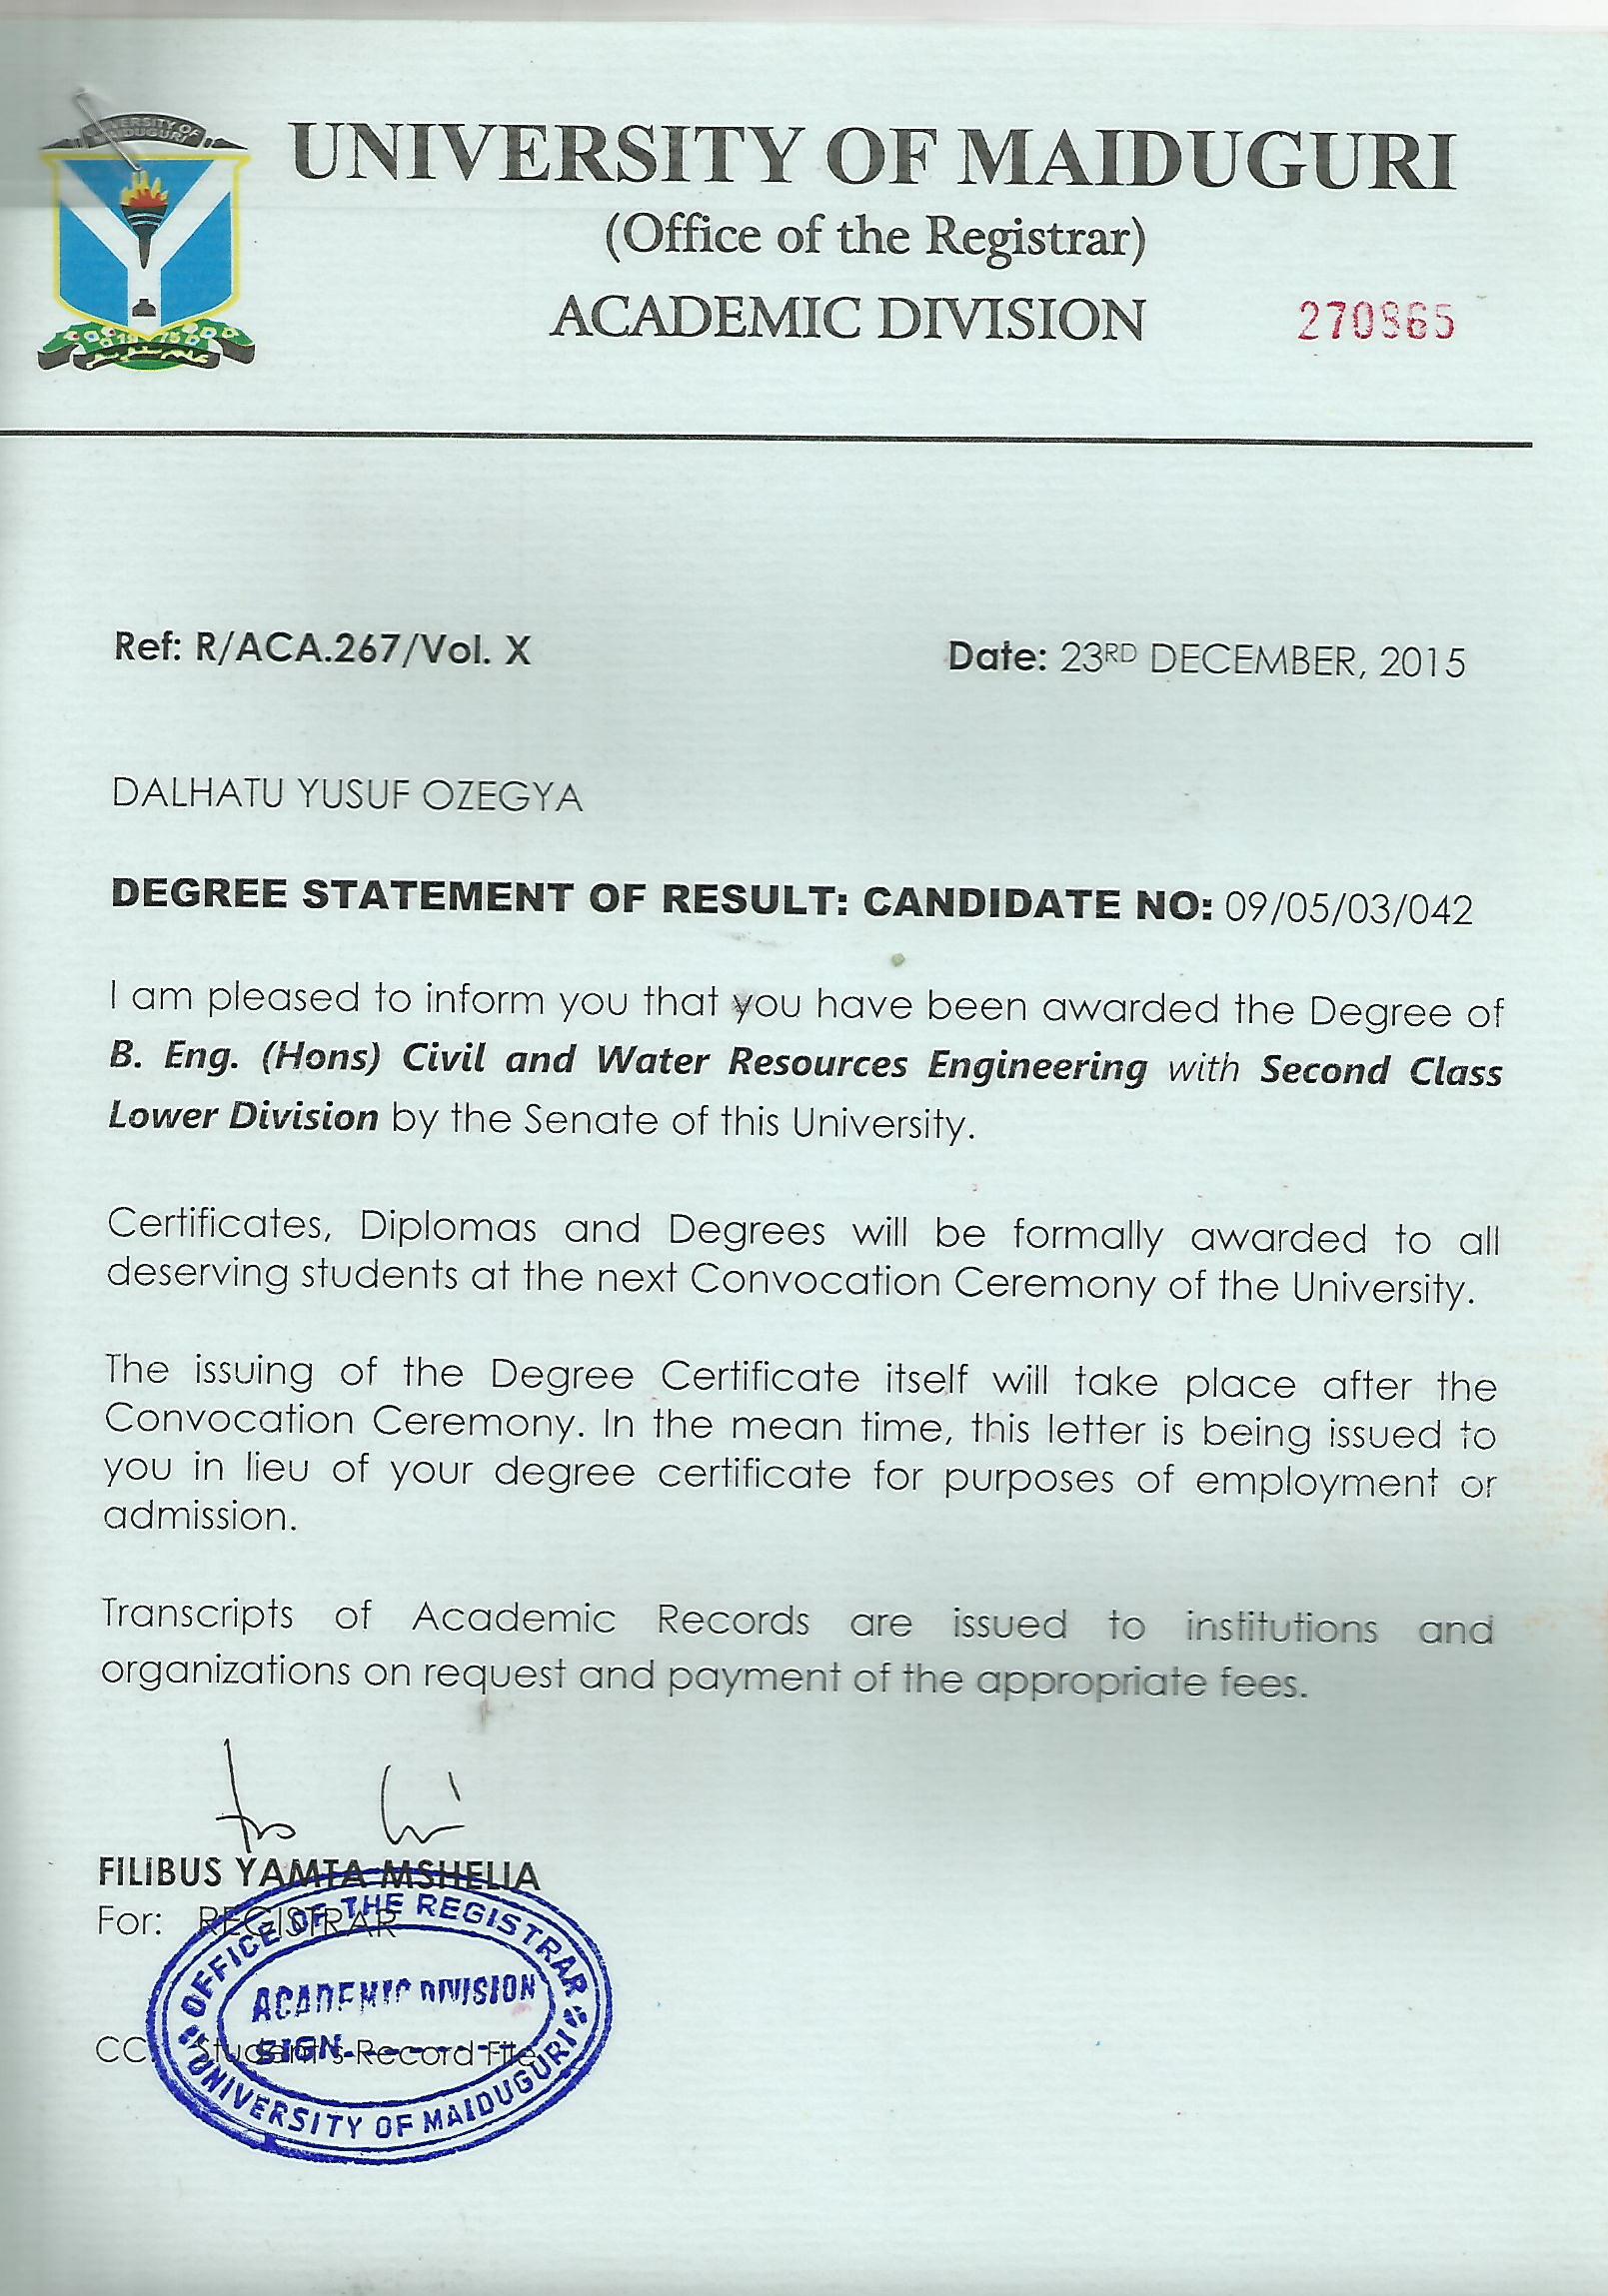 UNIVERSITY OF MAIDUGURI
UNIVERSITY OF MAIDUGURI
(Office of the Registrar)
ACADEMIC DIVISION
Ref: R/ACA.267/Vol. X
Date: 23RD DECEMBER, 2015
DALHATU YUSUF OZEGYA
DEGREE STATEMENT OF RESULT: CANDIDATE NO: 09/05/03/042
I am pleased to inform you that you have been awarded the Degree of
B. Eng. (Hons) Civil and Water Resources Engineering with Second Class
Lower Division by the Senate of this University.
Certificates, Diplomas and Degrees will be formally awarded to all
deserving students at the next Convocation Ceremony of the University.
The issuing of the Degree Certificate itself will take place after the
Convocation Ceremony. In the mean time, this letter is being issued to
you in lieu of your degree certificate for purposes of employment or
admission.
Transcripts of Academic Records are issued to institutions and
organizations on request and payment of the appropriate fees.
FILIBUS YAMTA MSHELIA
For: REGISTRAR
OFFICE OF THE REGISTRAR
ACADEMIC DIVISION
SIGN.
CC: Student's Record File
UNIVERSITY OF MAIDUGURI